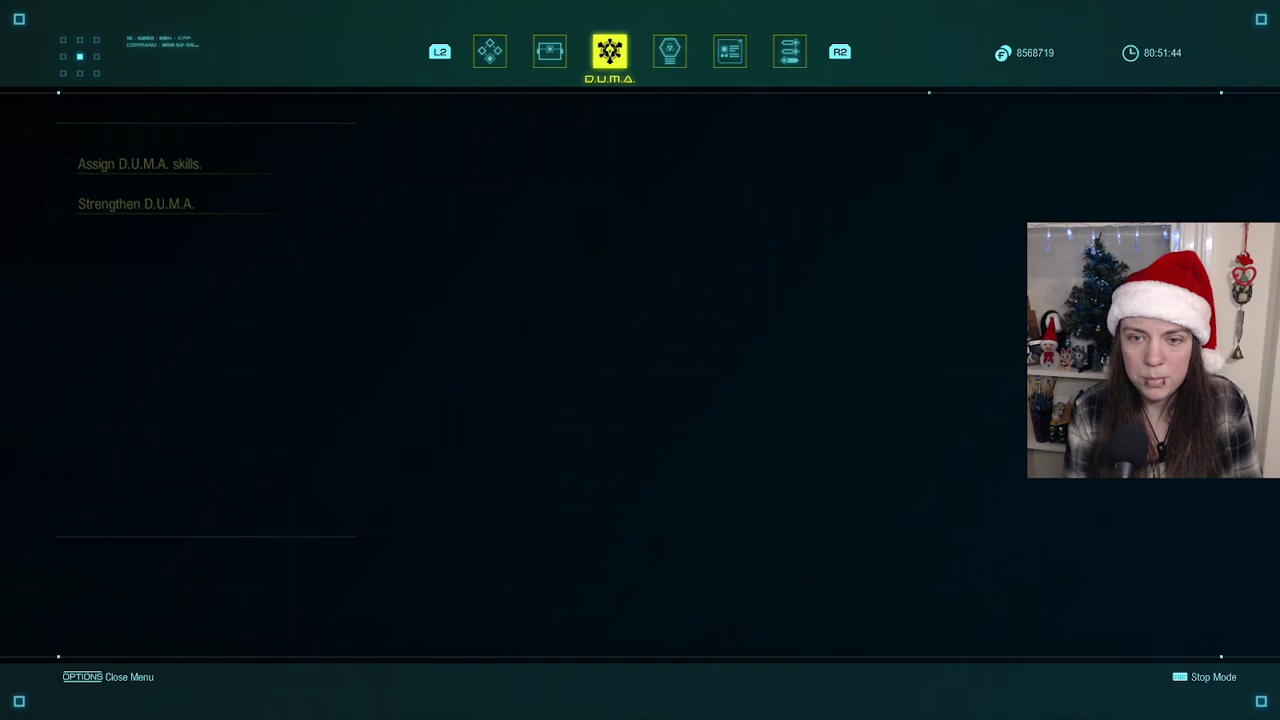 L2
R2
D.U.M.A.
8568719
80:51:44
Assign D.U.M.A. skills.
Strengthen D.U.M.A.
OPTIONS Close Menu
Stop Mode